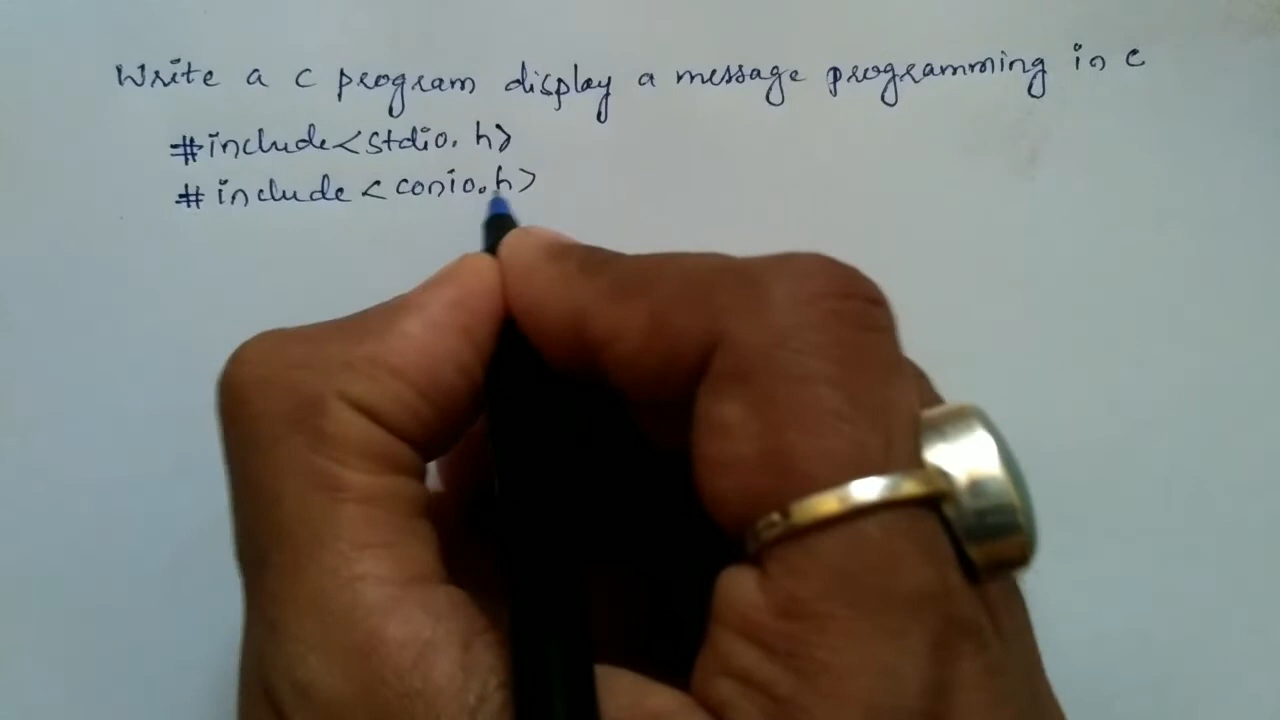 Write a c program display a message programming in c
#include<stdio.h>
#include <conio.h>